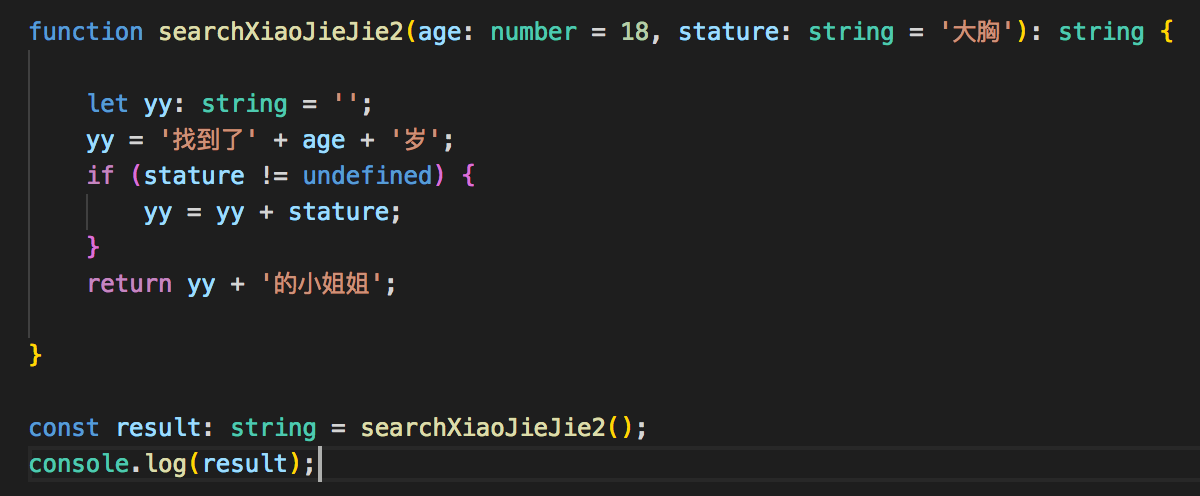 function searchXiaoJieJie2(age: number = 18, stature: string = '大胸'): string {
let yy: string = '';
yy = '找到了' + age + '岁';
if (stature != undefined) {
yy = yy + stature;
}
return yy + '的小姐姐';
}
const result: string = searchXiaoJieJie2();
console.log(result);